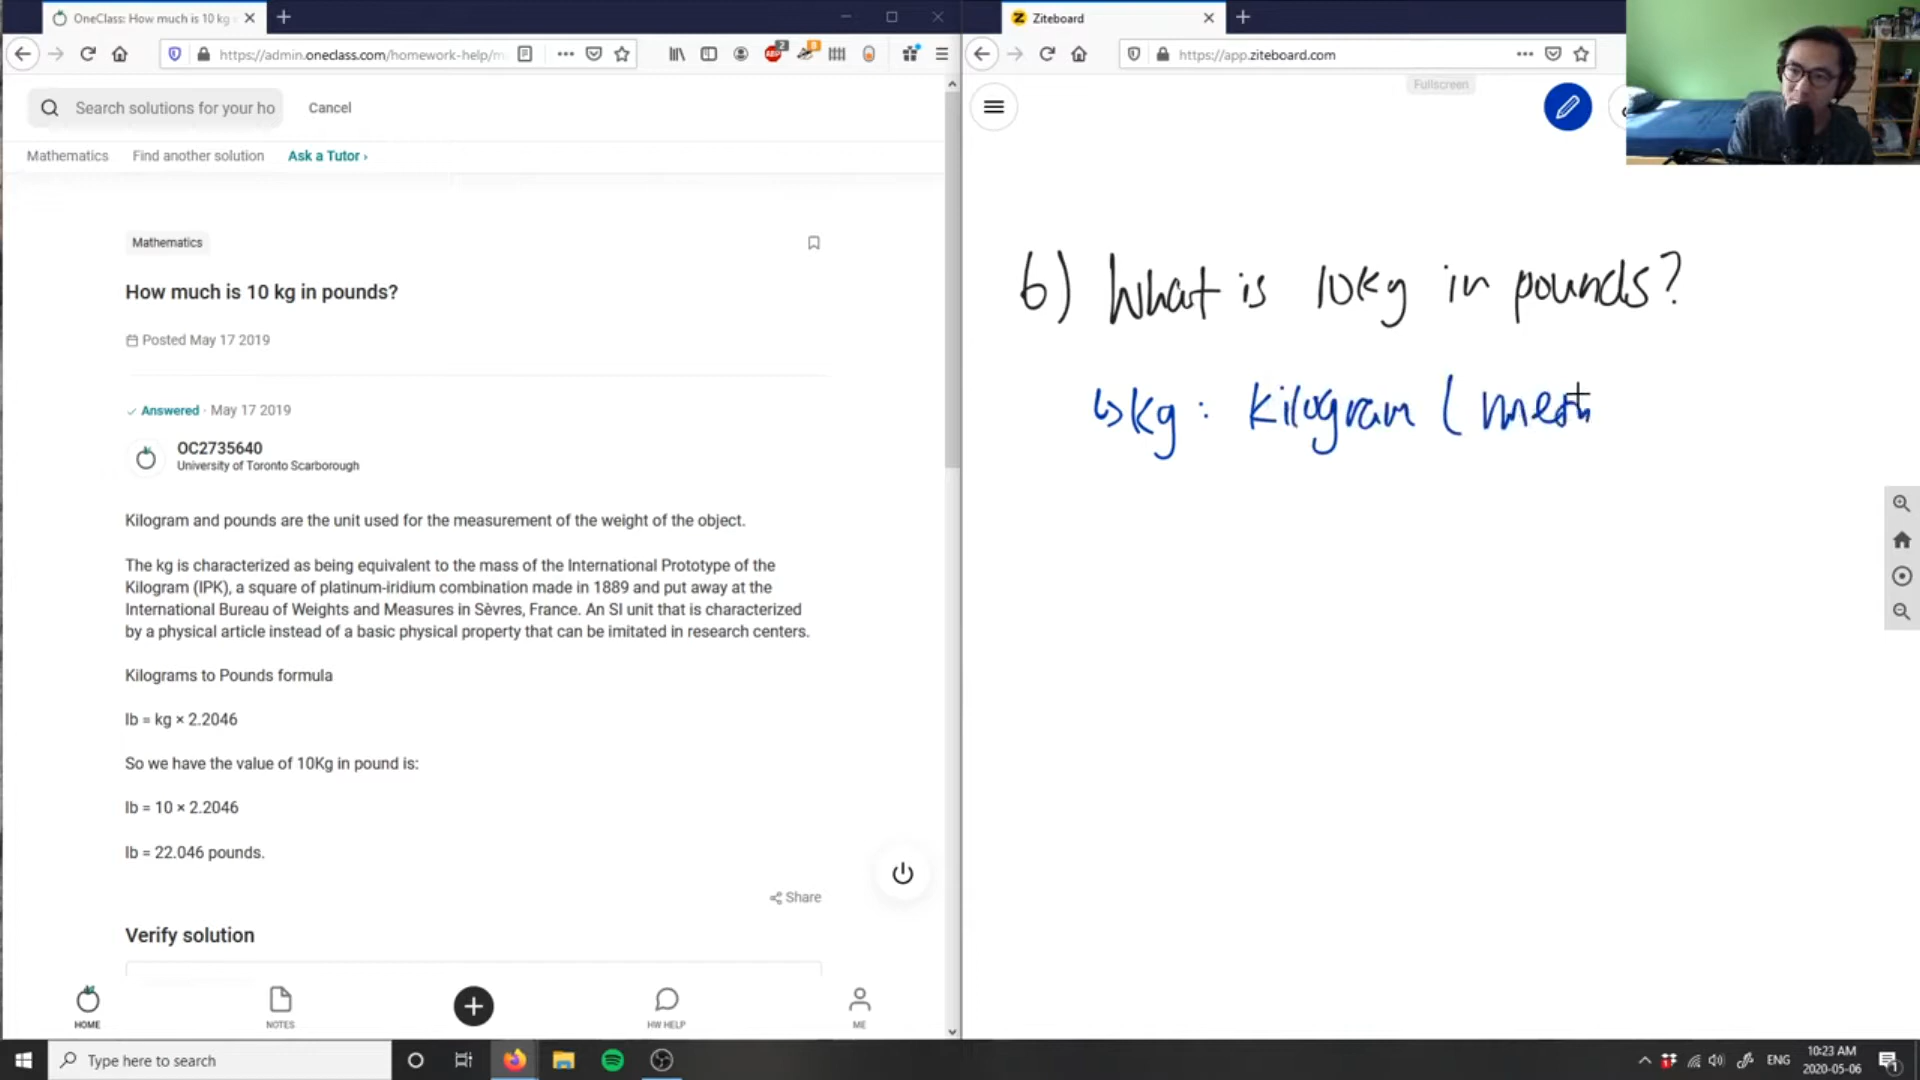 OneClass: How much is 10 kg
Ziteboard
https://admin.oneclass.com/homework-help/m
https://app.ziteboard.com
Fullscreen
Search solutions for your ho
Cancel
Mathematics
Find another solution
Ask a Tutor ›
Mathematics
How much is 10 kg in pounds?
Posted May 17 2019
Answered · May 17 2019
OC2735640
University of Toronto Scarborough
Kilogram and pounds are the unit used for the measurement of the weight of the object.
The kg is characterized as being equivalent to the mass of the International Prototype of the
Kilogram (IPK), a square of platinum-iridium combination made in 1889 and put away at the
International Bureau of Weights and Measures in Sèvres, France. An SI unit that is characterized
by a physical article instead of a basic physical property that can be imitated in research centers.
Kilograms to Pounds formula
lb = kg × 2.2046
So we have the value of 10Kg in pound is:
lb = 10 × 2.2046
lb = 22.046 pounds.
Share
Verify solution
HOME
NOTES
HW HELP
ME
6) What is 10kg in pounds?
↳kg: kilogram (
Type here to search
ENG
10:23 AM
2020-05-06